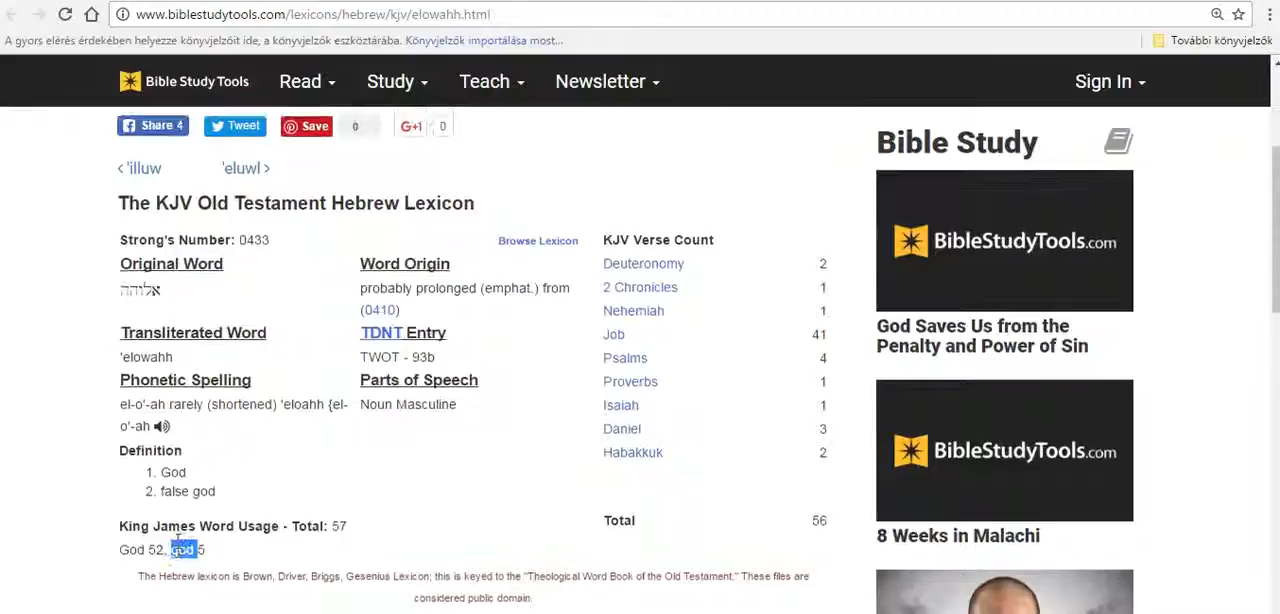 www.biblestudytools.com/lexicons/hebrew/kjv/elowahh.html
A gyors elérés érdekében helyezze könyvjelzőit ide, a könyvjelzők eszköztárába. Könyvjelzők importálása most...
További könyvjelzők
Bible Study Tools
Read
Study
Teach
Newsletter
Sign In
Share 4
Tweet
Save
0
G+1
0
< 'illuw
'eluwl >
The KJV Old Testament Hebrew Lexicon
Strong's Number: 0433
Browse Lexicon
Original Word
אלוהה
Word Origin
probably prolonged (emphat.) from
(0410)
Transliterated Word
'elowahh
TDNT Entry
TWOT - 93b
Phonetic Spelling
el-o'-ah rarely (shortened) 'eloahh {el-
o'-ah
Parts of Speech
Noun Masculine
Definition
1. God
2. false god
King James Word Usage - Total: 57
God 52, god 5
KJV Verse Count
Deuteronomy 2
2 Chronicles 1
Nehemiah 1
Job 41
Psalms 4
Proverbs 1
Isaiah 1
Daniel 3
Habakkuk 2
Total 56
The Hebrew lexicon is Brown, Driver, Briggs, Gesenius Lexicon; this is keyed to the "Theological Word Book of the Old Testament." These files are
considered public domain.
Bible Study
BibleStudyTools.com
God Saves Us from the
Penalty and Power of Sin
BibleStudyTools.com
8 Weeks in Malachi